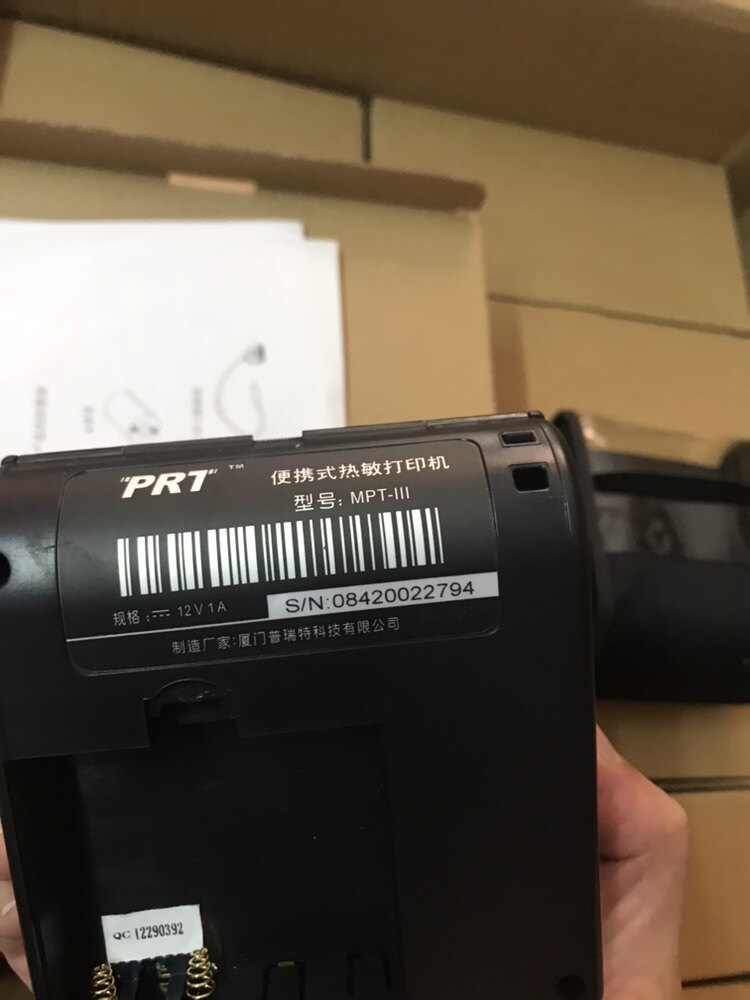 "PRT" ™ 便携式热敏打印机
型号: MPT-III
规格: ⎓ 12V 1A
S/N:08420022794
制造厂家:厦门普瑞特科技有限公司
QC 12290392